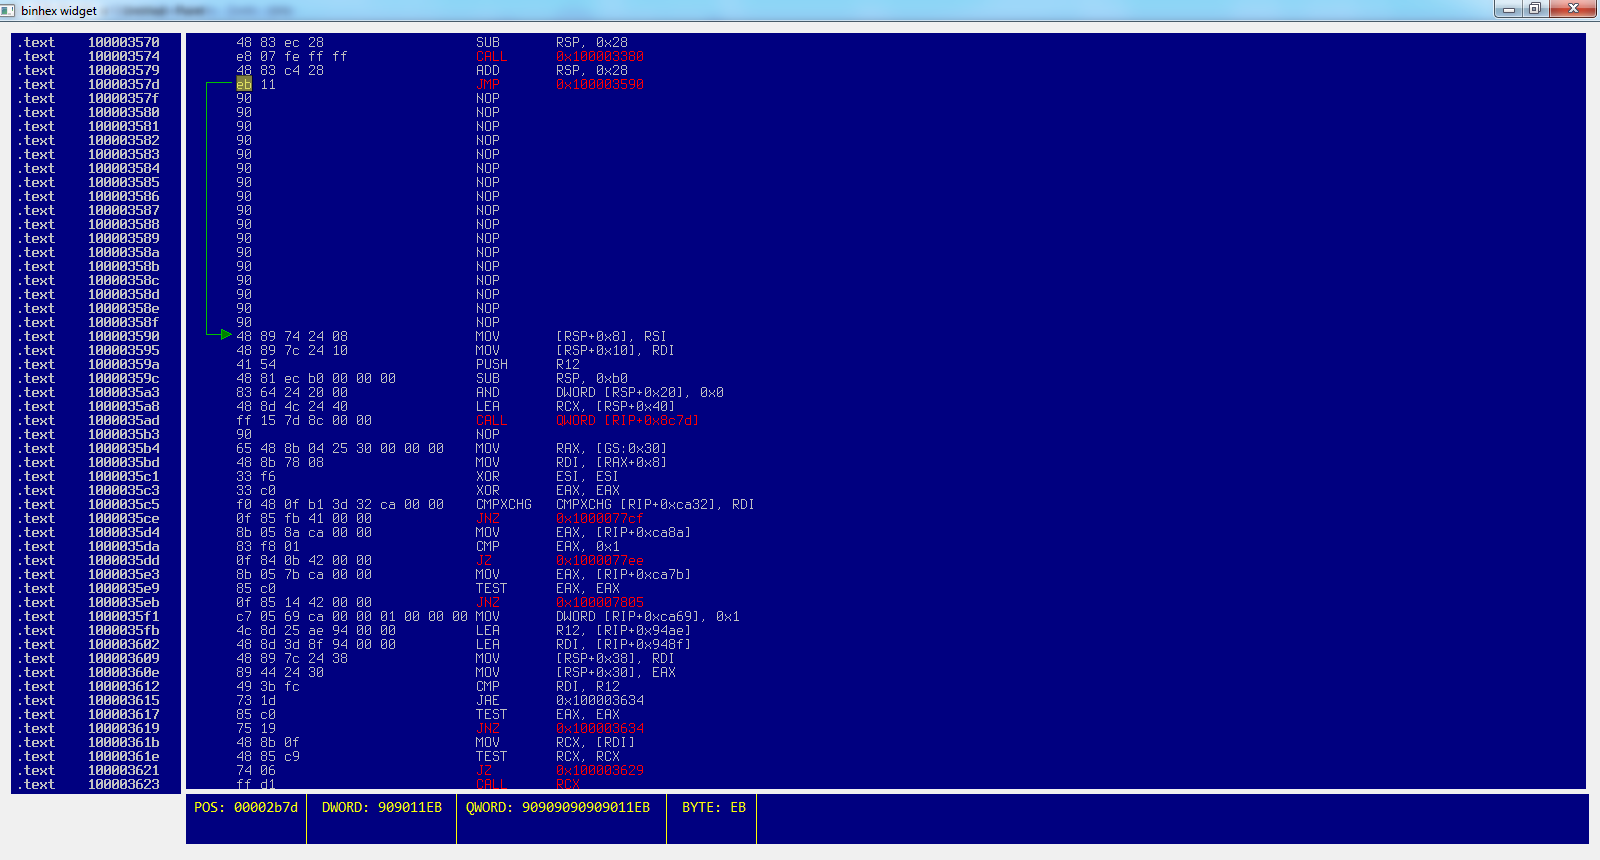 binhex widget
.text 100003570 48 83 ec 28 SUB RSP, 0x28
.text 100003574 e8 07 fe ff ff CALL 0x100003380
.text 100003579 48 83 c4 28 ADD RSP, 0x28
.text 10000357d eb 11 JMP 0x100003590
.text 10000357f 90 NOP
.text 100003580 90 NOP
.text 100003581 90 NOP
.text 100003582 90 NOP
.text 100003583 90 NOP
.text 100003584 90 NOP
.text 100003585 90 NOP
.text 100003586 90 NOP
.text 100003587 90 NOP
.text 100003588 90 NOP
.text 100003589 90 NOP
.text 10000358a 90 NOP
.text 10000358b 90 NOP
.text 10000358c 90 NOP
.text 10000358d 90 NOP
.text 10000358e 90 NOP
.text 10000358f 90 NOP
.text 100003590 48 89 74 24 08 MOV [RSP+0x8], RSI
.text 100003595 48 89 7c 24 10 MOV [RSP+0x10], RDI
.text 10000359a 41 54 PUSH R12
.text 10000359c 48 81 ec b0 00 00 00 SUB RSP, 0xb0
.text 1000035a3 83 64 24 20 00 AND DWORD [RSP+0x20], 0x0
.text 1000035a8 48 8d 4c 24 40 LEA RCX, [RSP+0x40]
.text 1000035ad ff 15 7d 8c 00 00 CALL QWORD [RIP+0x8c7d]
.text 1000035b3 90 NOP
.text 1000035b4 65 48 8b 04 25 30 00 00 00 MOV RAX, [GS:0x30]
.text 1000035bd 48 8b 78 08 MOV RDI, [RAX+0x8]
.text 1000035c1 33 f6 XOR ESI, ESI
.text 1000035c3 33 c0 XOR EAX, EAX
.text 1000035c5 f0 48 0f b1 3d 32 ca 00 00 CMPXCHG CMPXCHG [RIP+0xca32], RDI
.text 1000035ce 0f 85 fb 41 00 00 JNZ 0x1000077cf
.text 1000035d4 8b 05 8a ca 00 00 MOV EAX, [RIP+0xca8a]
.text 1000035da 83 f8 01 CMP EAX, 0x1
.text 1000035dd 0f 84 0b 42 00 00 JZ 0x1000077ee
.text 1000035e3 8b 05 7b ca 00 00 MOV EAX, [RIP+0xca7b]
.text 1000035e9 85 c0 TEST EAX, EAX
.text 1000035eb 0f 85 14 42 00 00 JNZ 0x100007805
.text 1000035f1 c7 05 69 ca 00 00 01 00 00 00 MOV DWORD [RIP+0xca69], 0x1
.text 1000035fb 4c 8d 25 ae 94 00 00 LEA R12, [RIP+0x94ae]
.text 100003602 48 8d 3d 8f 94 00 00 LEA RDI, [RIP+0x948f]
.text 100003609 48 89 7c 24 38 MOV [RSP+0x38], RDI
.text 10000360e 89 44 24 30 MOV [RSP+0x30], EAX
.text 100003612 49 3b fc CMP RDI, R12
.text 100003615 73 1d JAE 0x100003634
.text 100003617 85 c0 TEST EAX, EAX
.text 100003619 75 19 JNZ 0x100003634
.text 10000361b 48 8b 0f MOV RCX, [RDI]
.text 10000361e 48 85 c9 TEST RCX, RCX
.text 100003621 74 06 JZ 0x100003629
.text 100003623 ff d1 CALL RCX
POS: 00002b7d DWORD: 909011EB QWORD: 90909090909011EB BYTE: EB